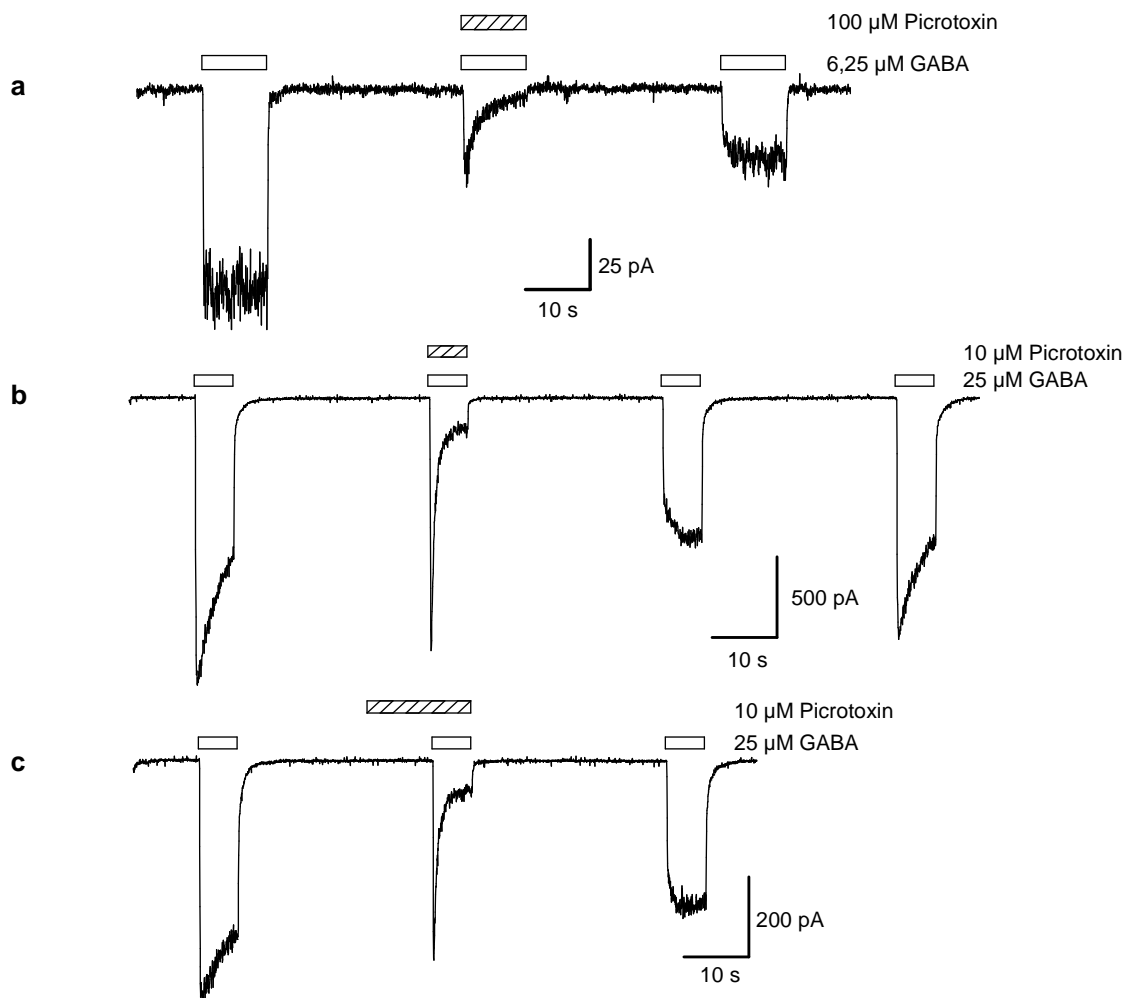 100 µM Picrotoxin
6,25 µM GABA
a
25 pA
10 s
10 µM Picrotoxin
25 µM GABA
b
500 pA
10 s
10 µM Picrotoxin
25 µM GABA
c
200 pA
10 s